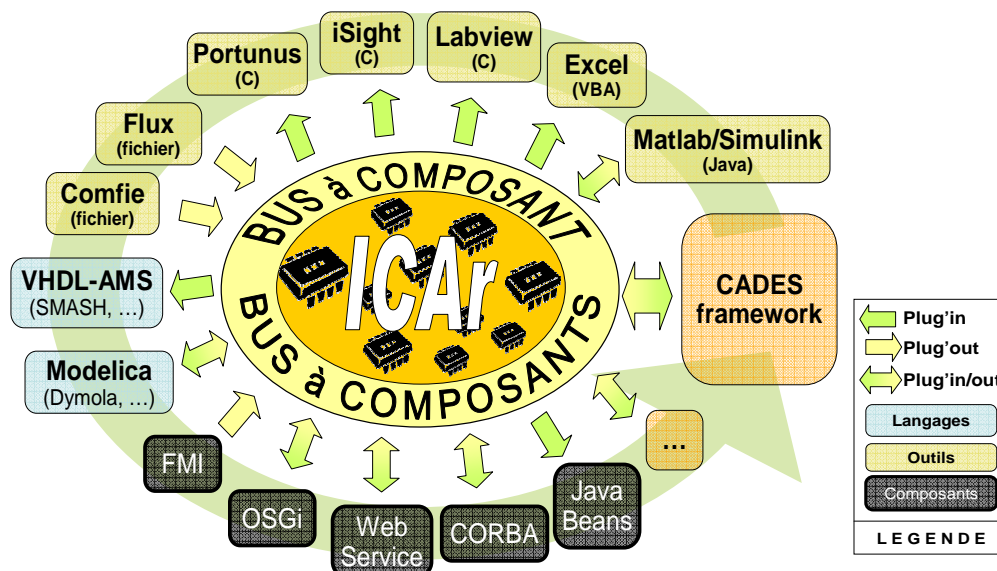 iSight
(C)
Labview
(C)
Portunus
(C)
Excel
(VBA)
Flux
(fichier)
Matlab/Simulink
(Java)
Comfie
(fichier)
BUS à COMPOSANT
ICAr
BUS à COMPOSANTS
VHDL-AMS
(SMASH, …)
CADES
framework
Modelica
(Dymola, …)
FMI
OSGi
Web
Service
CORBA
Java
Beans
...
Plug'in
Plug'out
Plug'in/out
Langages
Outils
Composants
LEGENDE